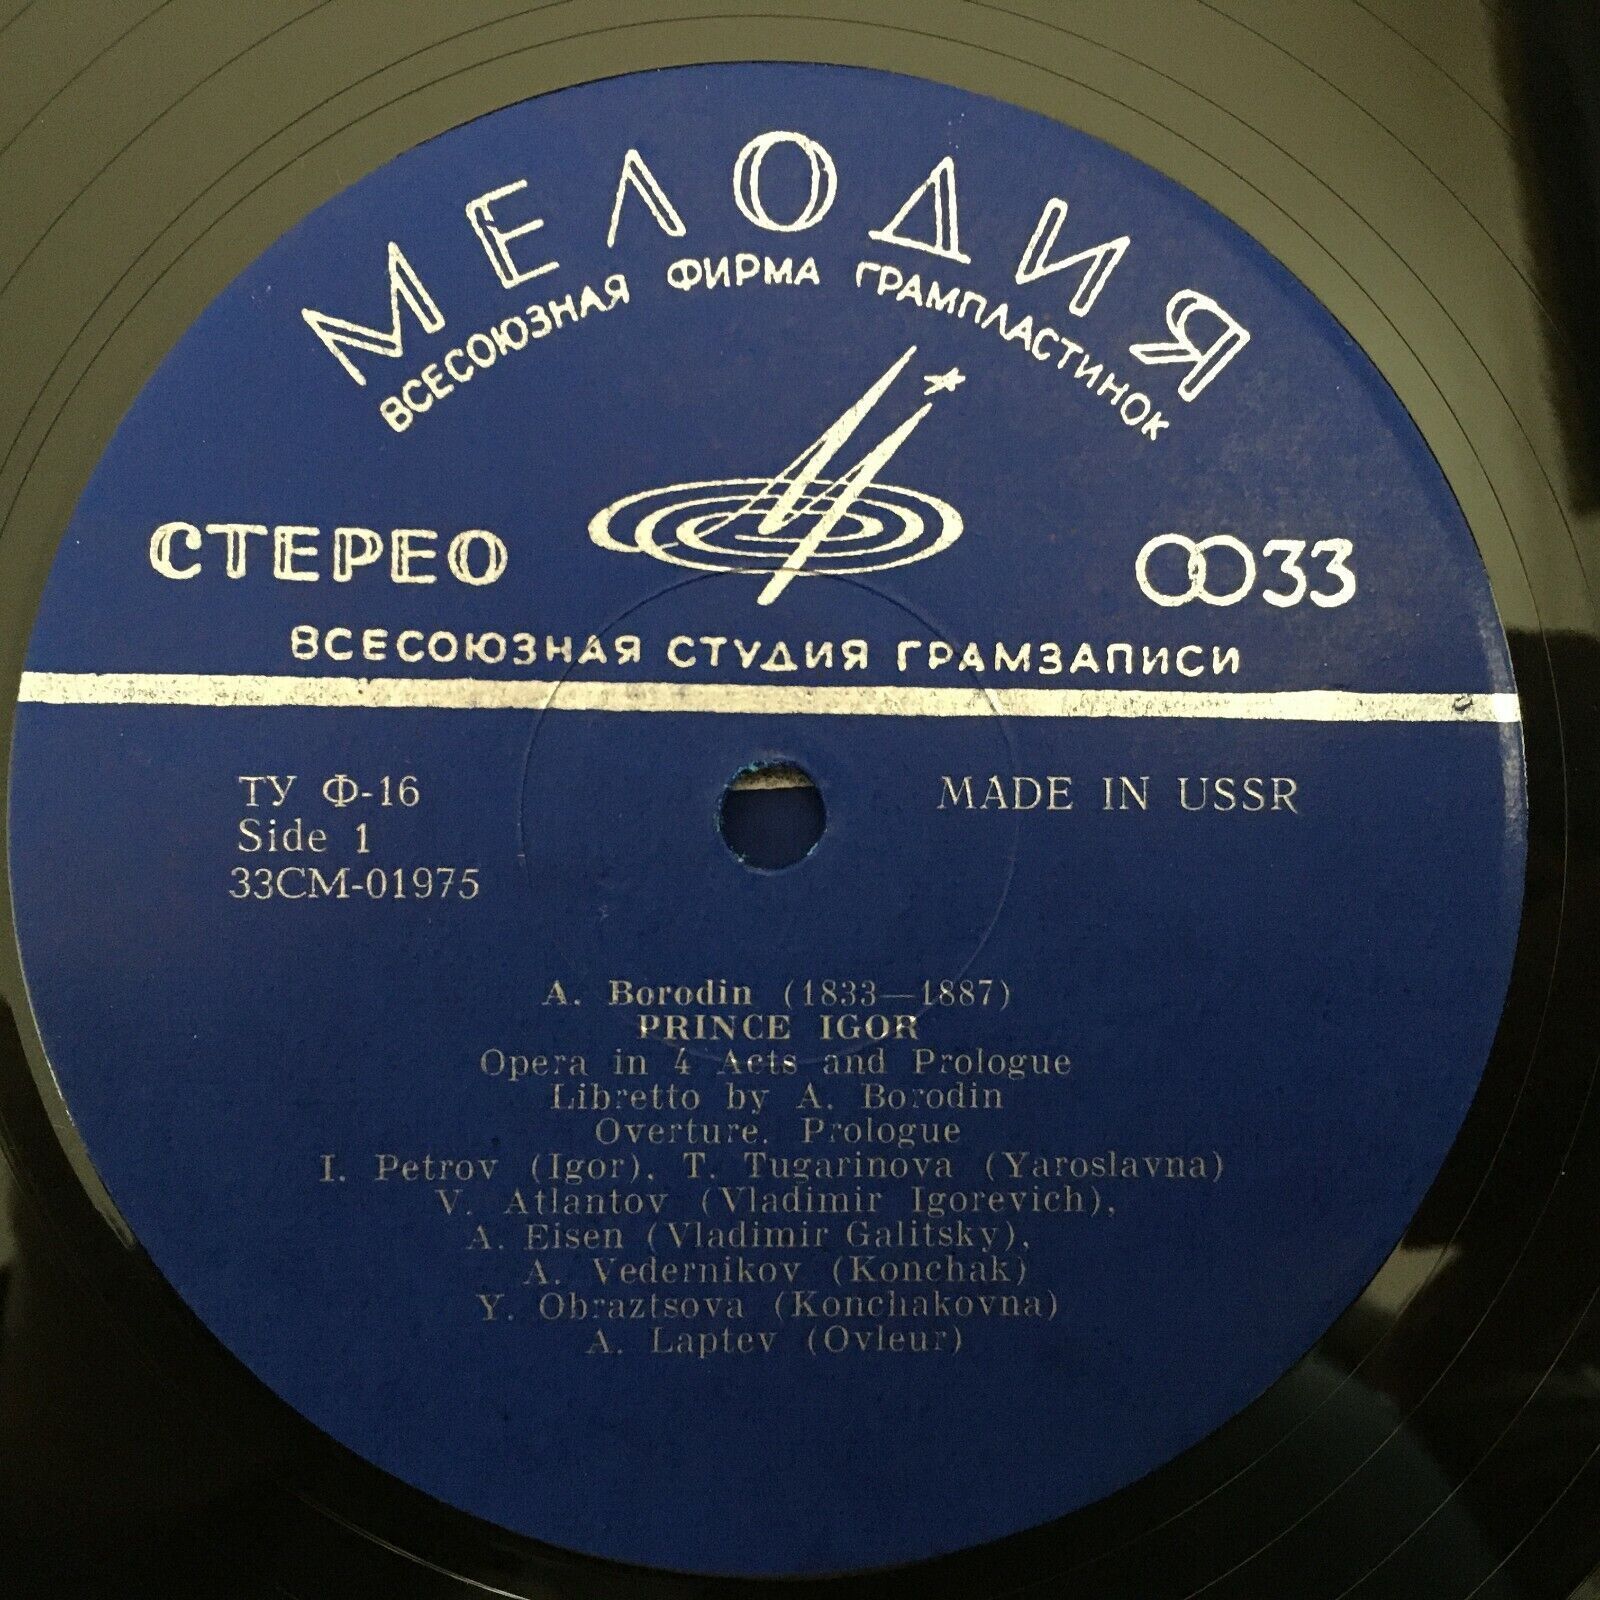 МЕЛОДИЯ
ВСЕСОЮЗНАЯ ФИРМА ГРАМПЛАСТИНОК
СТЕРЕО
33
ВСЕСОЮЗНАЯ СТУДИЯ ГРАМЗАПИСИ
ТУ Ф-16
MADE IN USSR
Side 1
33СМ-01975
A. Borodin (1833—1887)
PRINCE IGOR
Opera in 4 Acts and Prologue
Libretto by A. Borodin
Overture. Prologue
I. Petrov (Igor), T. Tugarinova (Yaroslavna)
V. Atlantov (Vladimir Igorevich),
A. Eisen (Vladimir Galitsky),
A. Vedernikov (Konchak)
Y. Obraztsova (Konchakovna)
A. Laptev (Ovleur)